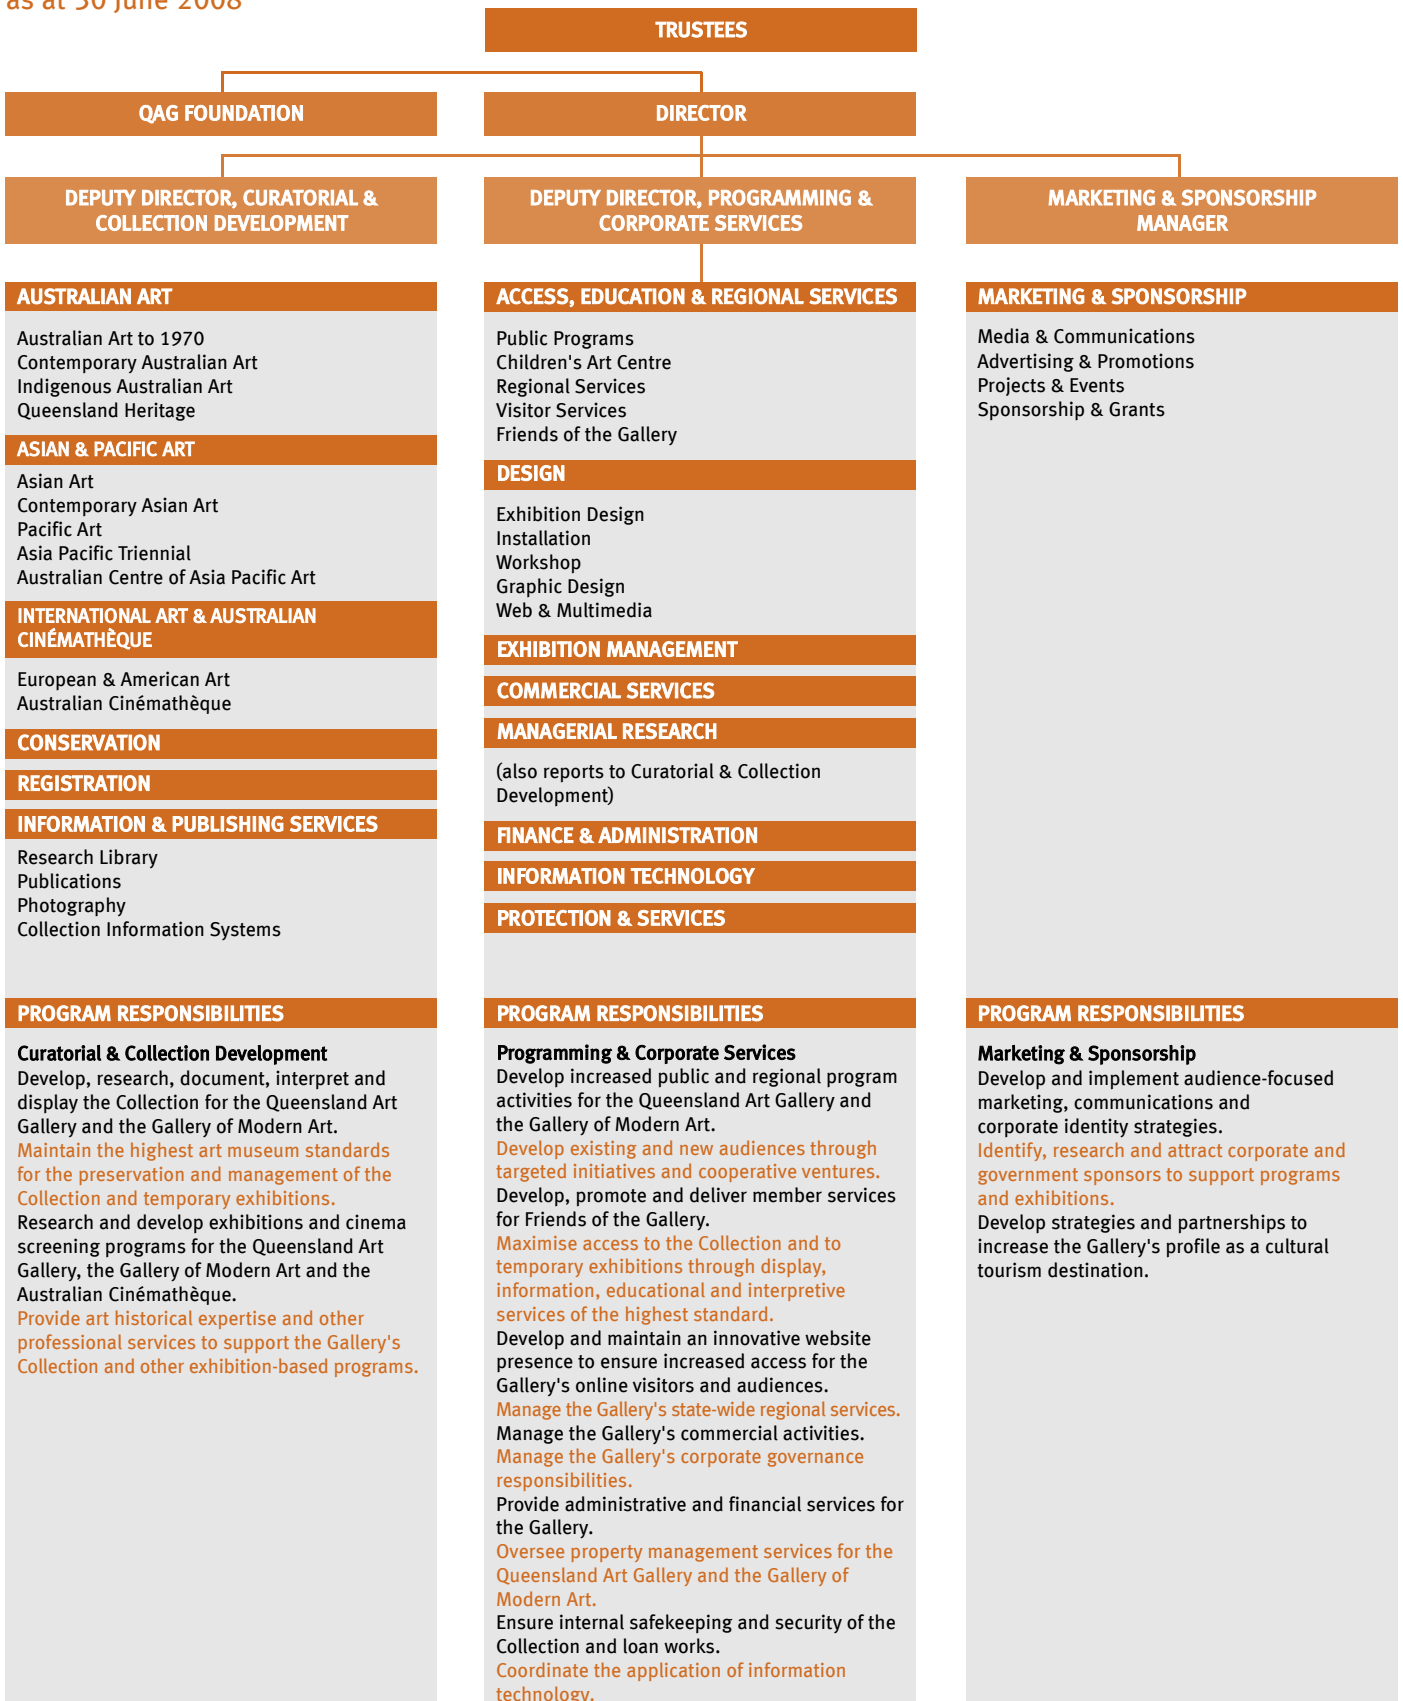 as at 30 June 2008
TRUSTEES
QAG FOUNDATION
DIRECTOR
DEPUTY DIRECTOR, CURATORIAL &
COLLECTION DEVELOPMENT
DEPUTY DIRECTOR, PROGRAMMING &
CORPORATE SERVICES
MARKETING & SPONSORSHIP
MANAGER
AUSTRALIAN ART
Australian Art to 1970
Contemporary Australian Art
Indigenous Australian Art
Queensland Heritage
ASIAN & PACIFIC ART
Asian Art
Contemporary Asian Art
Pacific Art
Asia Pacific Triennial
Australian Centre of Asia Pacific Art
INTERNATIONAL ART & AUSTRALIAN
CINÉMATHÈQUE
European & American Art
Australian Cinémathèque
CONSERVATION
REGISTRATION
INFORMATION & PUBLISHING SERVICES
Research Library
Publications
Photography
Collection Information Systems
PROGRAM RESPONSIBILITIES
Curatorial & Collection Development
Develop, research, document, interpret and
display the Collection for the Queensland Art
Gallery and the Gallery of Modern Art.
Maintain the highest art museum standards
for the preservation and management of the
Collection and temporary exhibitions.
Research and develop exhibitions and cinema
screening programs for the Queensland Art
Gallery, the Gallery of Modern Art and the
Australian Cinémathèque.
Provide art historical expertise and other
professional services to support the Gallery's
Collection and other exhibition-based programs.
ACCESS, EDUCATION & REGIONAL SERVICES
Public Programs
Children's Art Centre
Regional Services
Visitor Services
Friends of the Gallery
DESIGN
Exhibition Design
Installation
Workshop
Graphic Design
Web & Multimedia
EXHIBITION MANAGEMENT
COMMERCIAL SERVICES
MANAGERIAL RESEARCH
(also reports to Curatorial & Collection
Development)
FINANCE & ADMINISTRATION
INFORMATION TECHNOLOGY
PROTECTION & SERVICES
PROGRAM RESPONSIBILITIES
Programming & Corporate Services
Develop increased public and regional program
activities for the Queensland Art Gallery and
the Gallery of Modern Art.
Develop existing and new audiences through
targeted initiatives and cooperative ventures.
Develop, promote and deliver member services
for Friends of the Gallery.
Maximise access to the Collection and to
temporary exhibitions through display,
information, educational and interpretive
services of the highest standard.
Develop and maintain an innovative website
presence to ensure increased access for the
Gallery's online visitors and audiences.
Manage the Gallery's state-wide regional services.
Manage the Gallery's commercial activities.
Manage the Gallery's corporate governance
responsibilities.
Provide administrative and financial services for
the Gallery.
Oversee property management services for the
Queensland Art Gallery and the Gallery of
Modern Art.
Ensure internal safekeeping and security of the
Collection and loan works.
Coordinate the application of information
technology.
MARKETING & SPONSORSHIP
Media & Communications
Advertising & Promotions
Projects & Events
Sponsorship & Grants
PROGRAM RESPONSIBILITIES
Marketing & Sponsorship
Develop and implement audience-focused
marketing, communications and
corporate identity strategies.
Identify, research and attract corporate and
government sponsors to support programs
and exhibitions.
Develop strategies and partnerships to
increase the Gallery's profile as a cultural
tourism destination.